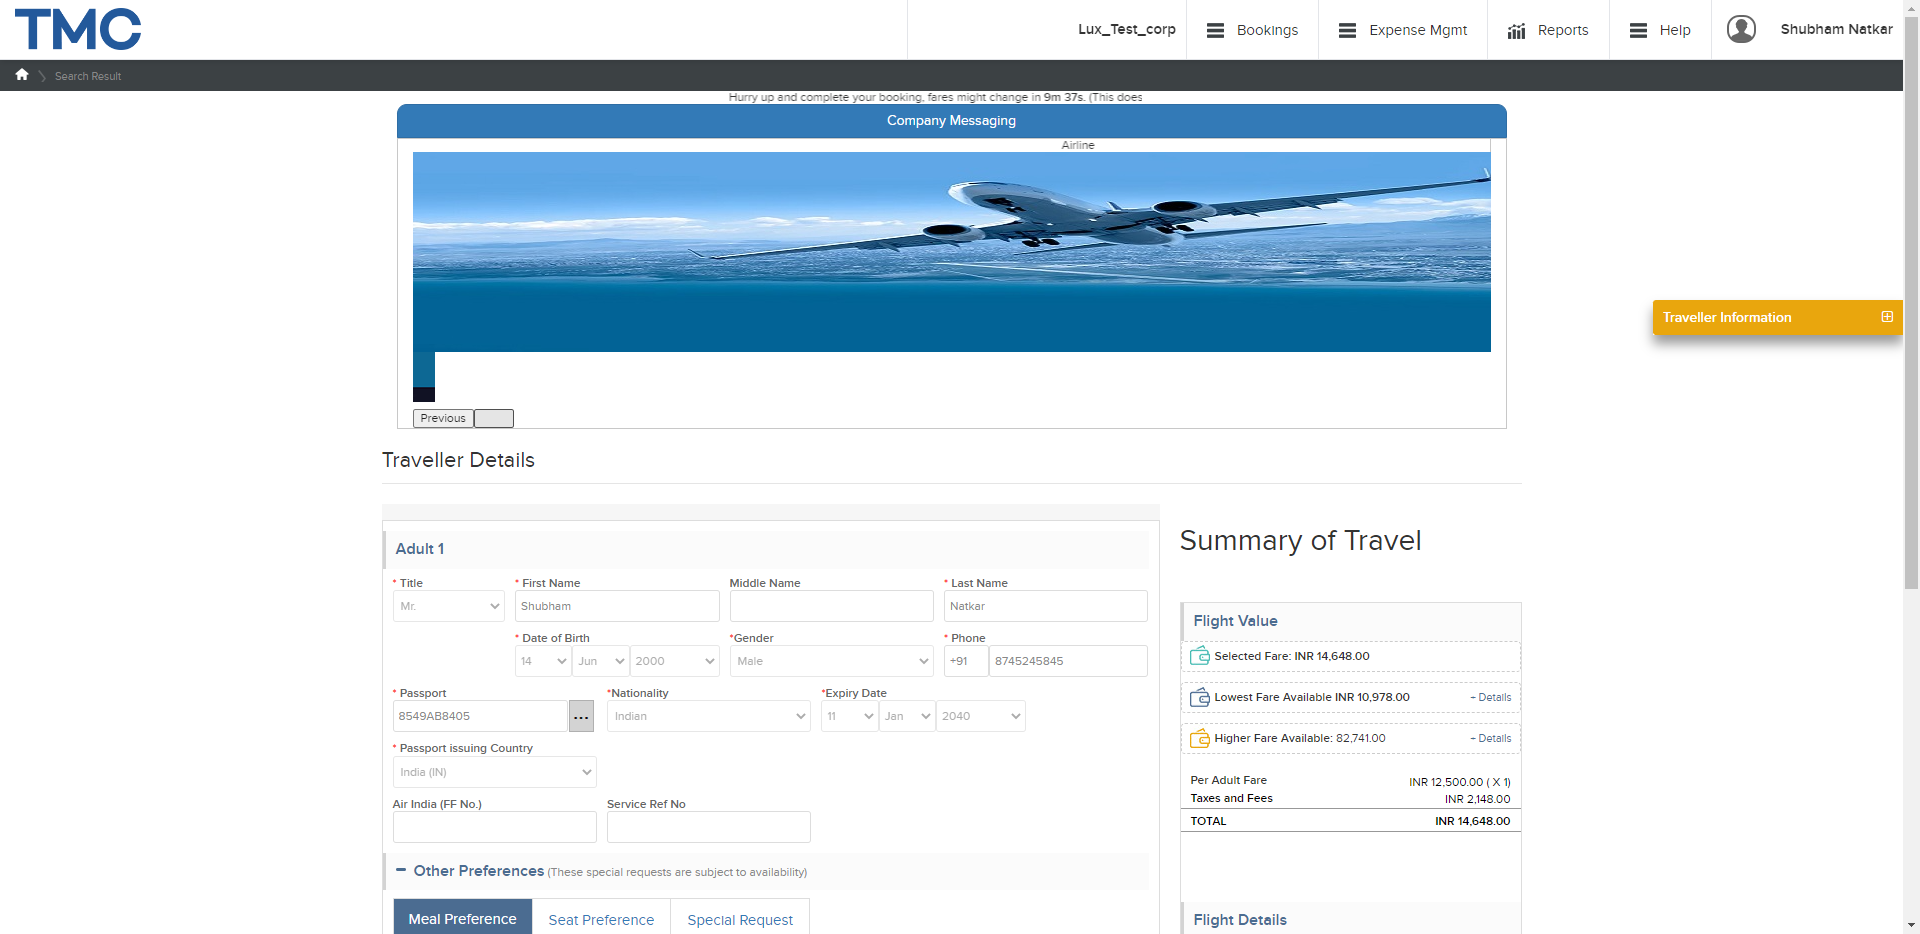 TMC
Lux_Test_corp
Bookings
Expense Mgmt
Reports
Help
Shubham Natkar
Search Result
Hurry up and complete your booking, fares might change in 9m 37s. (This does
Company Messaging
Airline
Traveller Information
Previous
Traveller Details
Adult 1
* Title
* First Name
Middle Name
* Last Name
Mr.
Shubham
Natkar
* Date of Birth
*Gender
* Phone
14
Jun
2000
Male
+91
8745245845
* Passport
*Nationality
*Expiry Date
8549AB8405
...
Indian
11
Jan
2040
* Passport issuing Country
India (IN)
Air India (FF No.)
Service Ref No
Other Preferences (These special requests are subject to availability)
Meal Preference
Seat Preference
Special Request
Summary of Travel
Flight Value
Selected Fare: INR 14,648.00
Lowest Fare Available INR 10,978.00
+ Details
Higher Fare Available: 82,741.00
+ Details
Per Adult Fare
INR 12,500.00 ( X 1)
Taxes and Fees
INR 2,148.00
TOTAL
INR 14,648.00
Flight Details